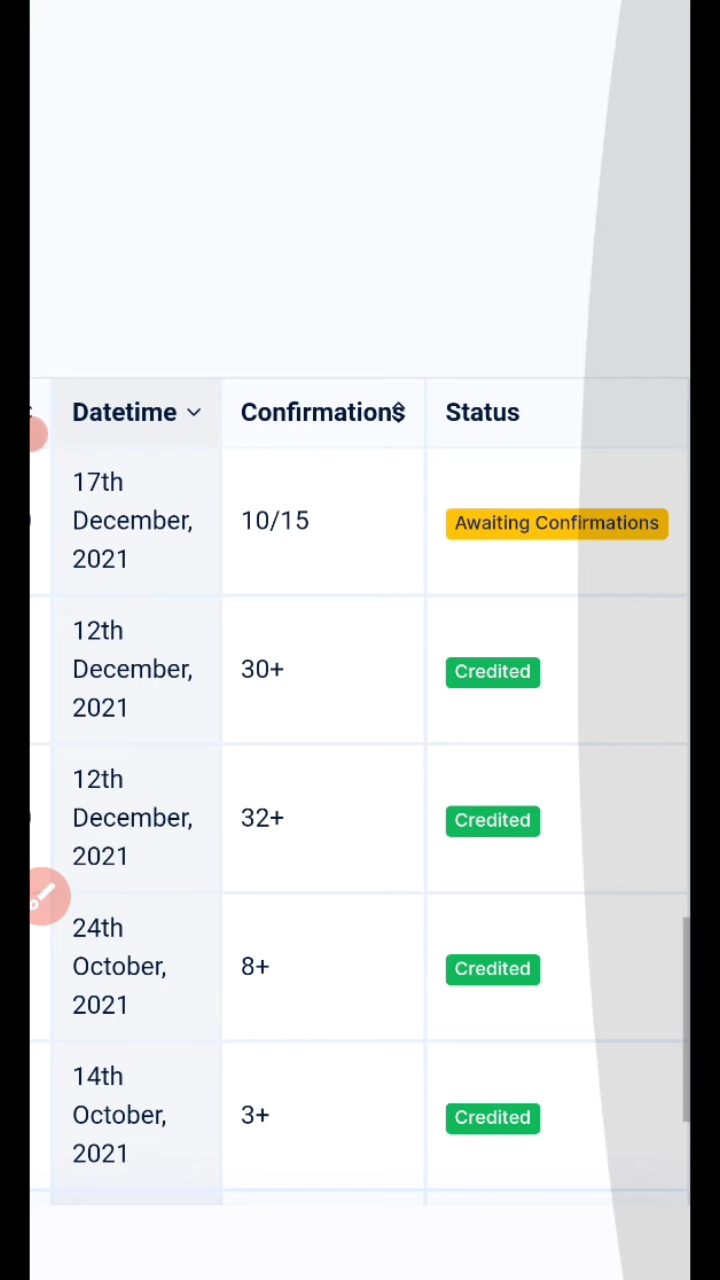 Datetime Confirmations Status
17th
December,
2021
10/15
Awaiting Confirmations
12th
December,
2021
30+
Credited
12th
December,
2021
32+
Credited
24th
October,
2021
8+
Credited
14th
October,
2021
3+
Credited